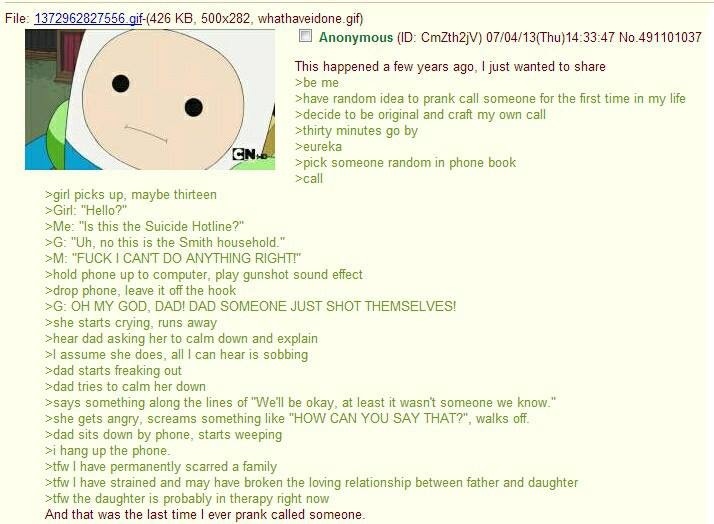 File: 1372962827556.gif-(426 KB, 500x282, whathaveidone.gif)
Anonymous (ID: CmZth2jV) 07/04/13(Thu)14:33:47 No.491101037
This happened a few years ago, I just wanted to share
>be me
>have random idea to prank call someone for the first time in my life
>decide to be original and craft my own call
>thirty minutes go by
>eureka
>pick someone random in phone book
>call
CN HD
>girl picks up, maybe thirteen
>Girl: "Hello?"
>Me: "Is this the Suicide Hotline?"
>G: "Uh, no this is the Smith household."
>M: "FUCK I CAN'T DO ANYTHING RIGHT!"
>hold phone up to computer, play gunshot sound effect
>drop phone, leave it off the hook
>G: OH MY GOD, DAD! DAD SOMEONE JUST SHOT THEMSELVES!
>she starts crying, runs away
>hear dad asking her to calm down and explain
>I assume she does, all I can hear is sobbing
>dad starts freaking out
>dad tries to calm her down
>says something along the lines of "We'll be okay, at least it wasn't someone we know."
>she gets angry, screams something like "HOW CAN YOU SAY THAT?", walks off.
>dad sits down by phone, starts weeping
>i hang up the phone.
>tfw I have permanently scarred a family
>tfw I have strained and may have broken the loving relationship between father and daughter
>tfw the daughter is probably in therapy right now
And that was the last time I ever prank called someone.